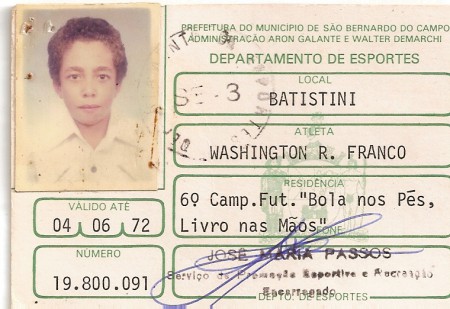 PREFEITURA DO MUNICÍPIO DE SÃO BERNARDO DO CAMPO
ADMINISTRAÇÃO ARON GALANTE E WALTER DEMARCHI
DEPARTAMENTO DE ESPORTES
LOCAL
BATISTINI
SE-3
ATLETA
WASHINGTON R. FRANCO
RESIDÊNCIA
6º Camp.Fut."Bola nos Pés,
Livro nas Mãos"
FONE
VÁLIDO ATÉ
04 06 72
NÚMERO
19.800.091
JOSÉ MARIA PASSOS
Serviço de Promoção Esportiva e Recreação
Encarregado
DEPTO. DE ESPORTES